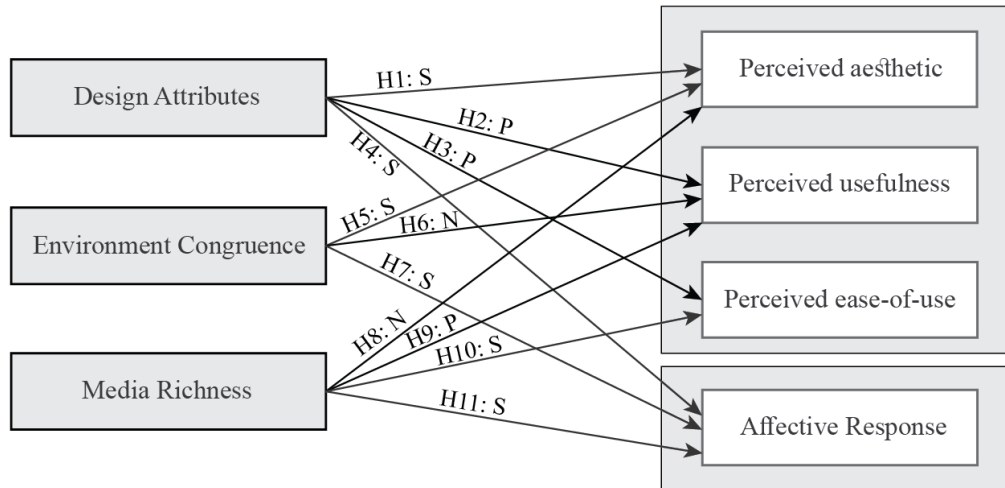 Design Attributes
Environment Congruence
Media Richness
H1: S
H2: P
H3: P
H4: S
H5: S
H6: N
H7: S
H8: N
H9: P
H10: S
H11: S
Perceived aesthetic
Perceived usefulness
Perceived ease-of-use
Affective Response